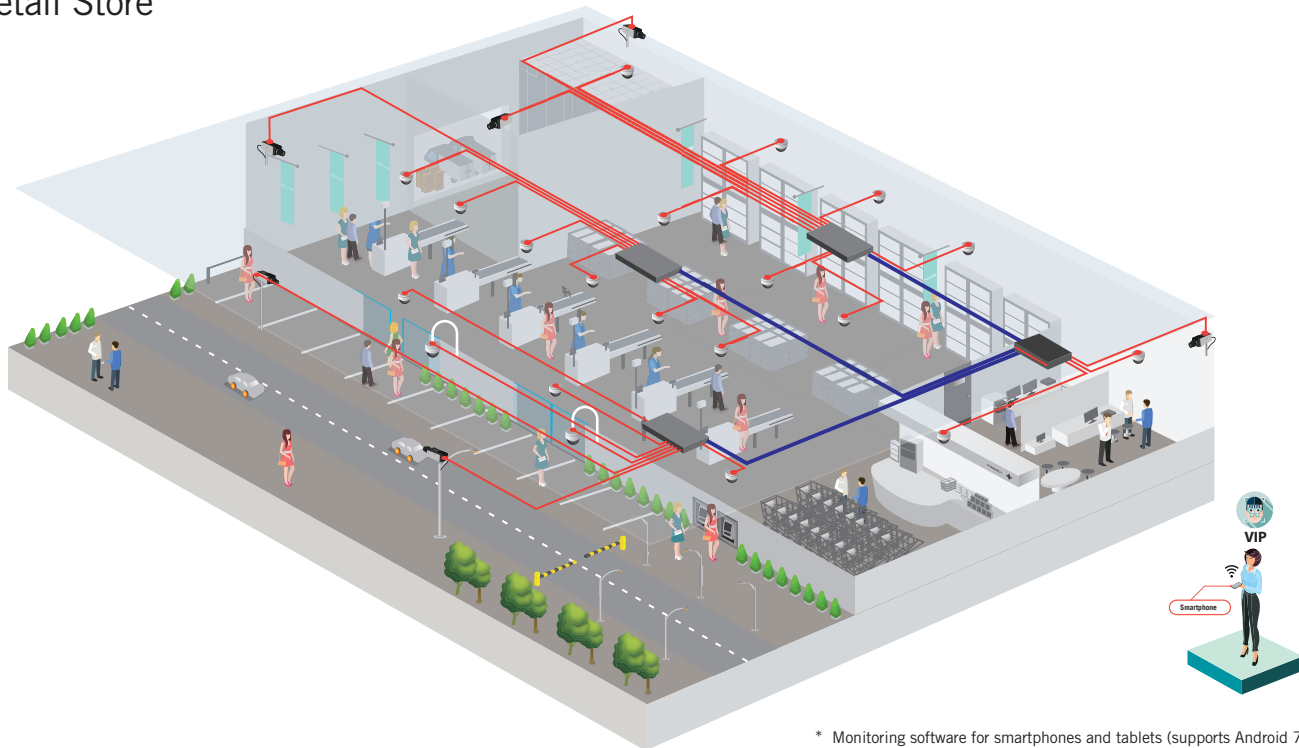 etail Store
VIP
Smartphone
* Monitoring software for smartphones and tablets (supports Android 7